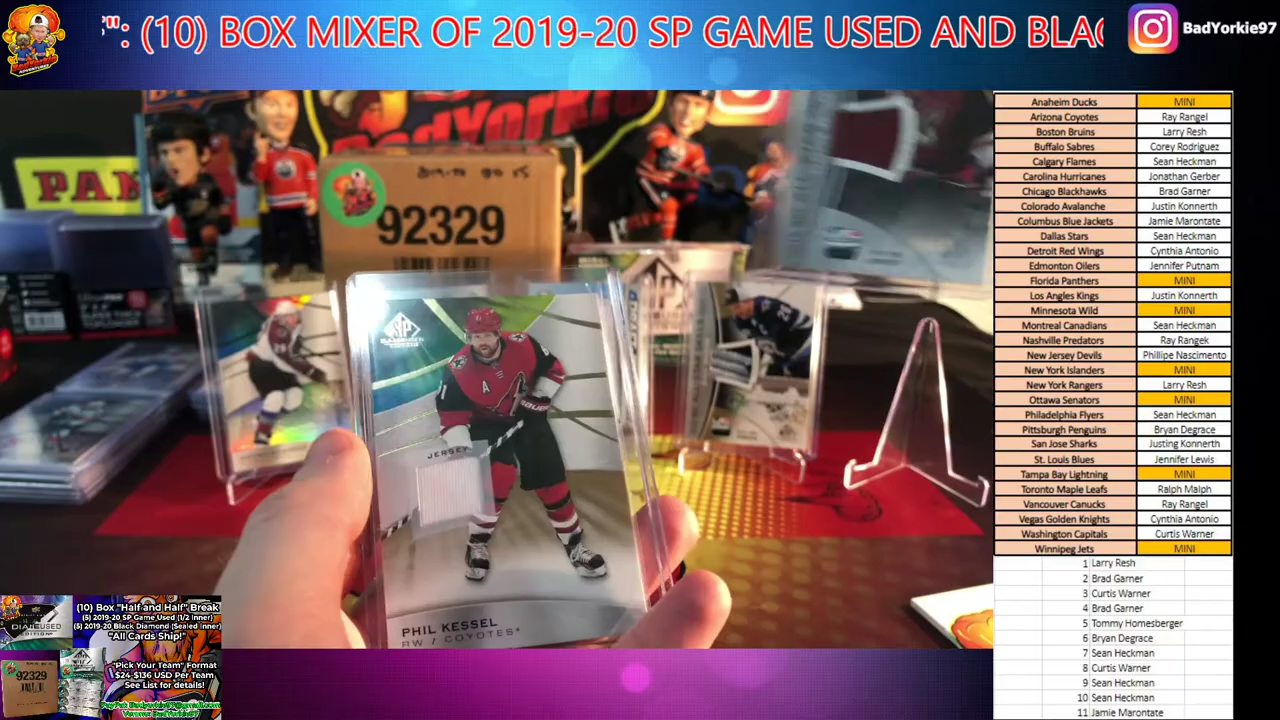 ": (10) BOX MIXER OF 2019-20 SP GAME USED AND BLAC
BadYorkie97
PAN
BadYorkie
92329
SP
GAME USED
JERSEY
A
PHIL KESSEL
RW / COYOTES
Anaheim Ducks MINI
Arizona Coyotes Ray Rangel
Boston Bruins Larry Resh
Buffalo Sabres Corey Rodriguez
Calgary Flames Sean Heckman
Carolina Hurricanes Jonathan Gerber
Chicago Blackhawks Brad Garner
Colorado Avalanche Justin Konnerth
Columbus Blue Jackets Jamie Marontate
Dallas Stars Sean Heckman
Detroit Red Wings Cynthia Antonio
Edmonton Oilers Jennifer Putnam
Florida Panthers MINI
Los Angles Kings Justin Konnerth
Minnesota Wild MINI
Montreal Canadians Sean Heckman
Nashville Predators Ray Rangek
New Jersey Devils Phillipe Nascimento
New York Islanders MINI
New York Rangers Larry Resh
Ottawa Senators MINI
Philadelphia Flyers Sean Heckman
Pittsburgh Penguins Bryan Degrace
San Jose Sharks Justing Konnerth
St. Louis Blues Jennifer Lewis
Tampa Bay Lightning MINI
Toronto Maple Leafs Ralph Malph
Vancouver Canucks Ray Rangel
Vegas Golden Knights Cynthia Antonio
Washington Capitals Curtis Warner
Winnipeg Jets MINI
1 Larry Resh
2 Brad Garner
3 Curtis Warner
4 Brad Garner
5 Tommy Homesberger
6 Bryan Degrace
7 Sean Heckman
8 Curtis Warner
9 Sean Heckman
10 Sean Heckman
11 Jamie Marontate
(10) Box "Half and Half" Break
(5) 2019-20 SP Game Used (1/2 Inner)
(5) 2019-20 Black Diamond (Sealed Inner)
"All Cards Ship!"
"Pick Your Team" Format
$24-$136 USD Per Team
See List for details!
92329